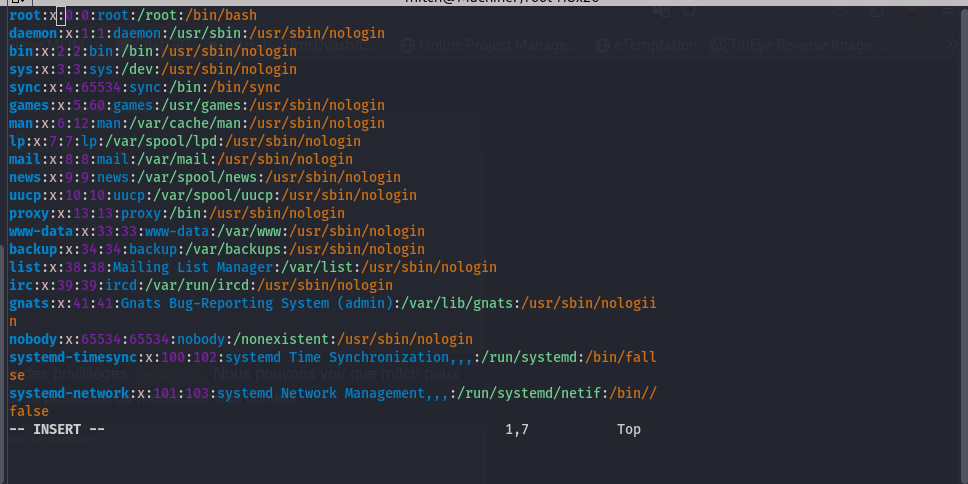 root:x:0:0:root:/root:/bin/bash
daemon:x:1:1:daemon:/usr/sbin:/usr/sbin/nologin
bin:x:2:2:bin:/bin:/usr/sbin/nologin
sys:x:3:3:sys:/dev:/usr/sbin/nologin
sync:x:4:65534:sync:/bin:/bin/sync
games:x:5:60:games:/usr/games:/usr/sbin/nologin
man:x:6:12:man:/var/cache/man:/usr/sbin/nologin
lp:x:7:7:lp:/var/spool/lpd:/usr/sbin/nologin
mail:x:8:8:mail:/var/mail:/usr/sbin/nologin
news:x:9:9:news:/var/spool/news:/usr/sbin/nologin
uucp:x:10:10:uucp:/var/spool/uucp:/usr/sbin/nologin
proxy:x:13:13:proxy:/bin:/usr/sbin/nologin
www-data:x:33:33:www-data:/var/www:/usr/sbin/nologin
backup:x:34:34:backup:/var/backups:/usr/sbin/nologin
list:x:38:38:Mailing List Manager:/var/list:/usr/sbin/nologin
irc:x:39:39:ircd:/var/run/ircd:/usr/sbin/nologin
gnats:x:41:41:Gnats Bug-Reporting System (admin):/var/lib/gnats:/usr/sbin/nologii
n
nobody:x:65534:65534:nobody:/nonexistent:/usr/sbin/nologin
systemd-timesync:x:100:102:systemd Time Synchronization,,,:/run/systemd:/bin/fall
se
systemd-network:x:101:103:systemd Network Management,,,:/run/systemd/netif:/bin//
false
-- INSERT -- 1,7 Top
Online Project Manage... eTemptation TinEye Reverse Image...
des privilièges. Nous pouvons voir que mitch peux